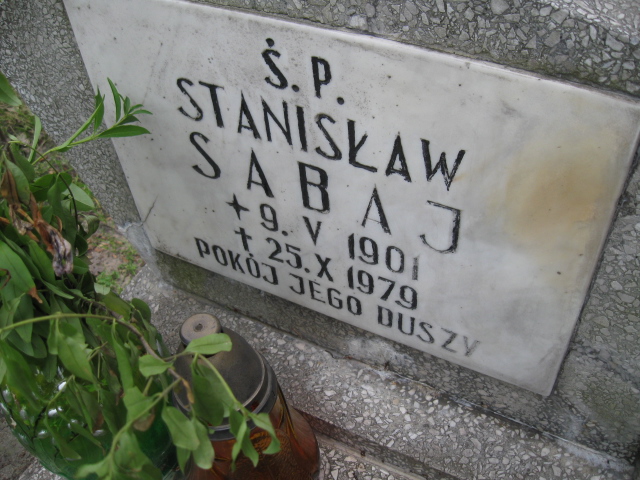 Ś.P.
STANISŁAW
SABAJ
✦ 9. V 1901
✝ 25. X 1979
POKÓJ JEGO DUSZY